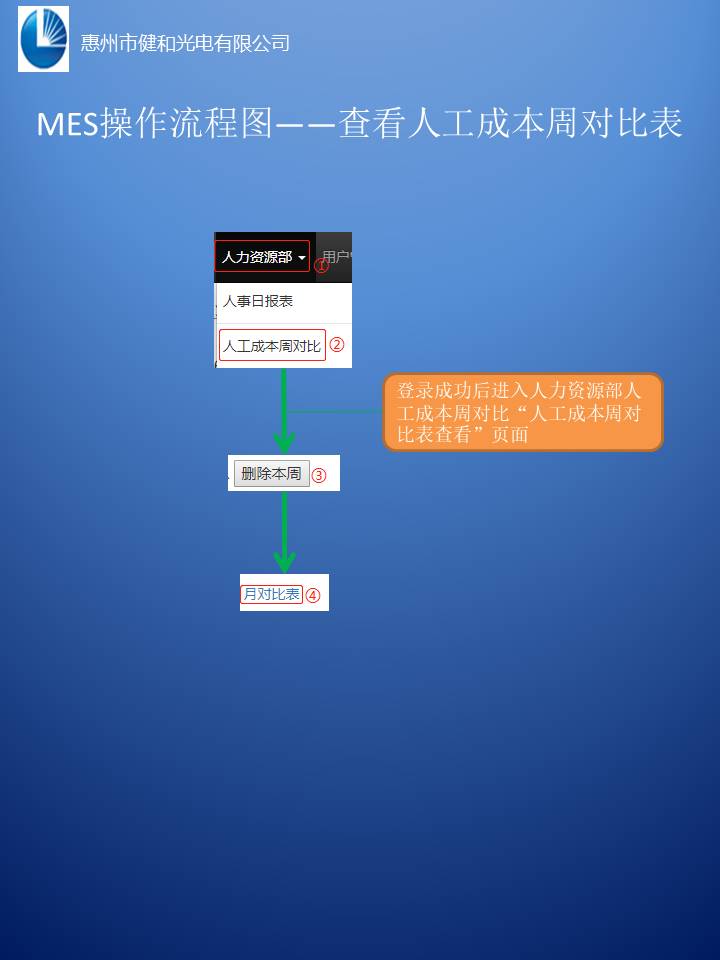 惠州市健和光电有限公司
MES操作流程图——查看人工成本周对比表
人力资源部 ① 用户
人事日报表
人工成本周对比 ②
登录成功后进入人力资源部人
工成本周对比“人工成本周对
比表查看”页面
删除本周 ③
月对比表 ④